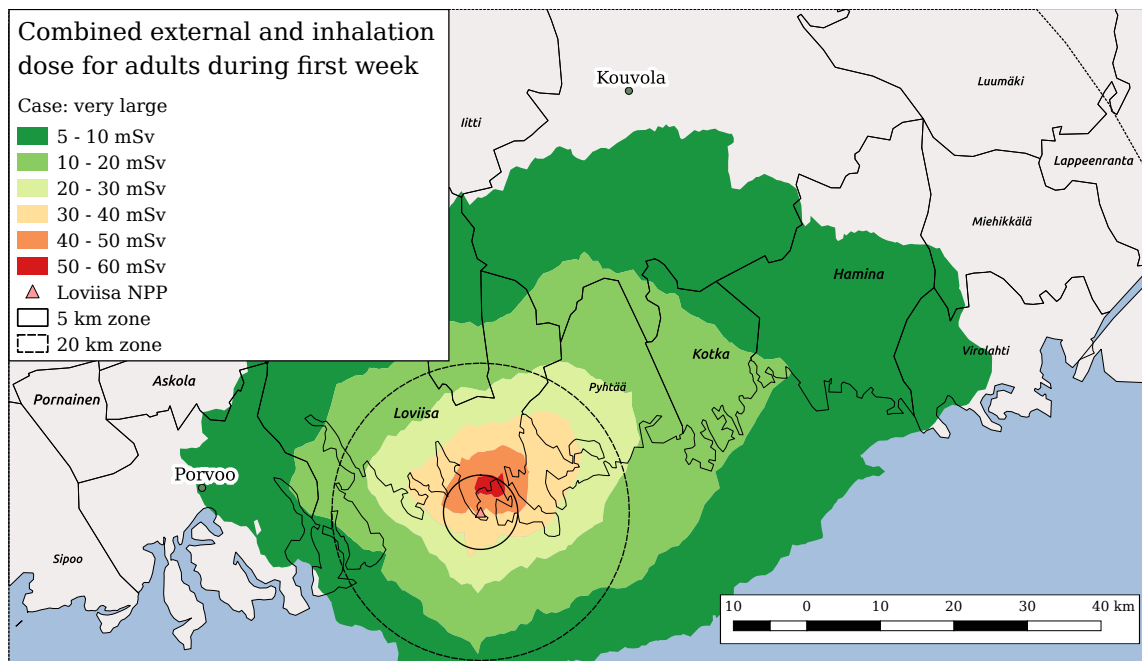 Combined external and inhalation
dose for adults during first week
Case: very large
5 - 10 mSv
10 - 20 mSv
20 - 30 mSv
30 - 40 mSv
40 - 50 mSv
50 - 60 mSv
Loviisa NPP
5 km zone
20 km zone
Kouvola
Iitti
Luumäki
Lappeenranta
Miehikkälä
Hamina
Virolahti
Kotka
Pyhtää
Loviisa
Askola
Pornainen
Porvoo
Sipoo
10 0 10 20 30 40 km